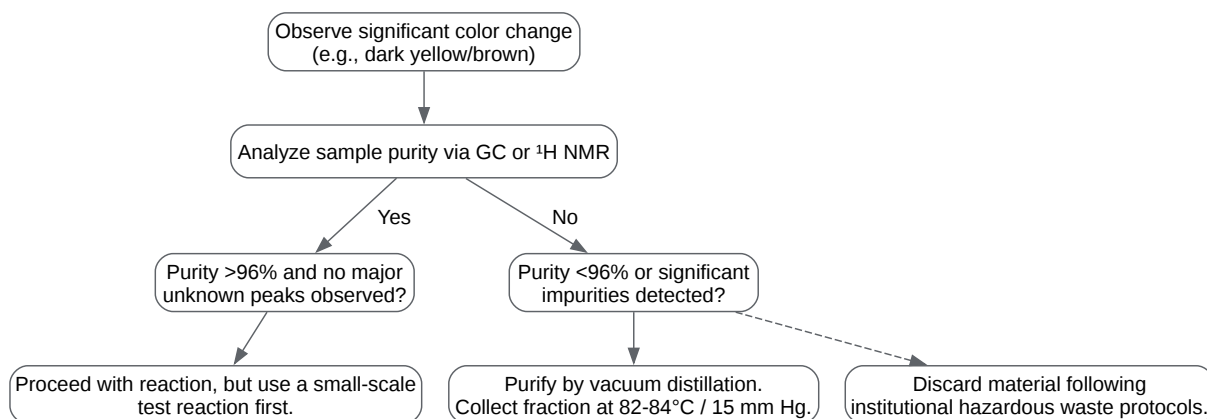 Observe significant color change
(e.g., dark yellow/brown)
Analyze sample purity via GC or ¹H NMR
Yes
No
Purity >96% and no major
unknown peaks observed?
Purity <96% or significant
impurities detected?
Proceed with reaction, but use a small-scale
test reaction first.
Purify by vacuum distillation.
Collect fraction at 82-84°C / 15 mm Hg.
Discard material following
institutional hazardous waste protocols.